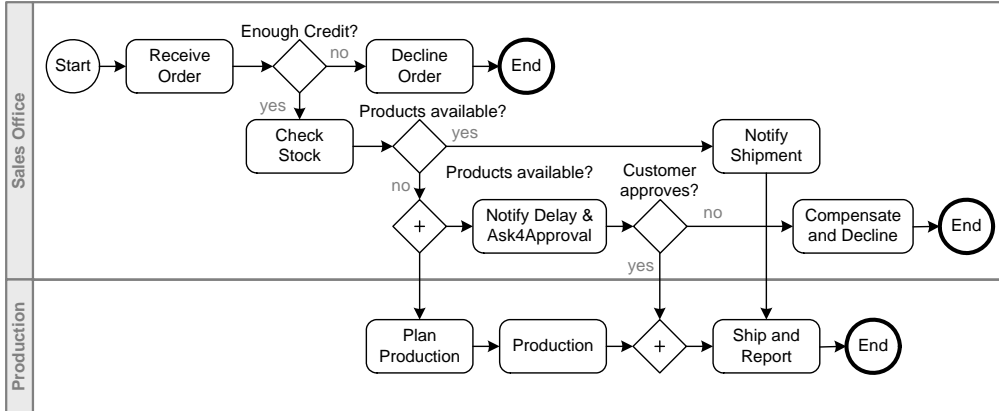 Sales Office
Enough Credit?
Start
Receive
Order
no
Decline
Order
End
yes
Products available?
Check
Stock
yes
Notify
Shipment
no
Products available?
Customer
approves?
+
Notify Delay &
Ask4Approval
no
Compensate
and Decline
End
yes
Production
Plan
Production
Production
+
Ship and
Report
End